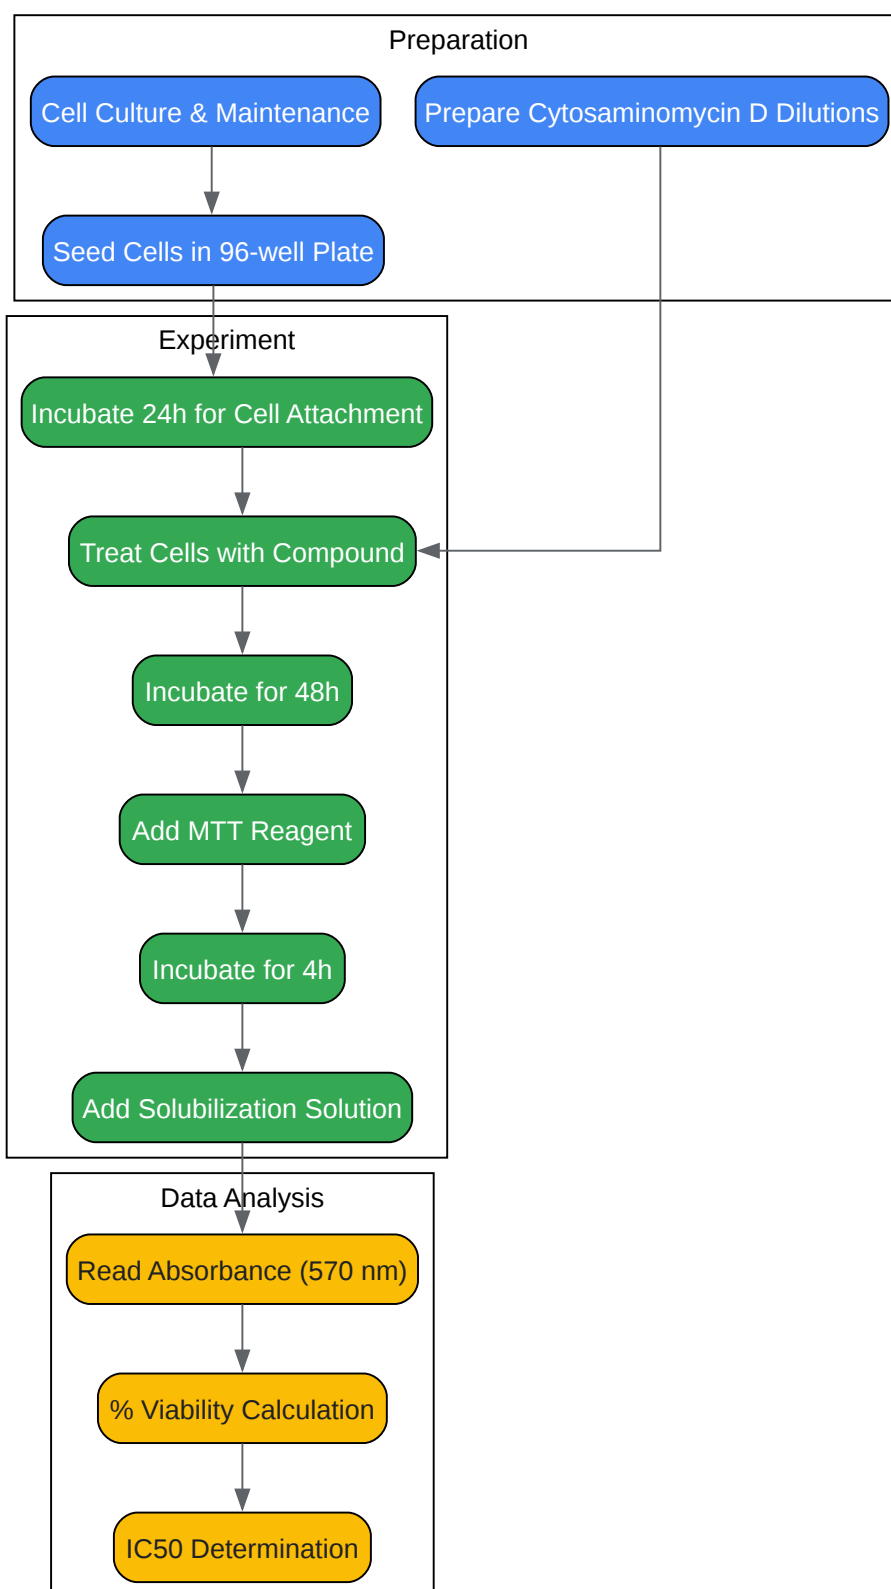 Preparation
Cell Culture & Maintenance
Prepare Cytosaminomycin D Dilutions
Seed Cells in 96-well Plate
Experiment
Incubate 24h for Cell Attachment
Treat Cells with Compound
Incubate for 48h
Add MTT Reagent
Incubate for 4h
Add Solubilization Solution
Data Analysis
Read Absorbance (570 nm)
% Viability Calculation
IC50 Determination